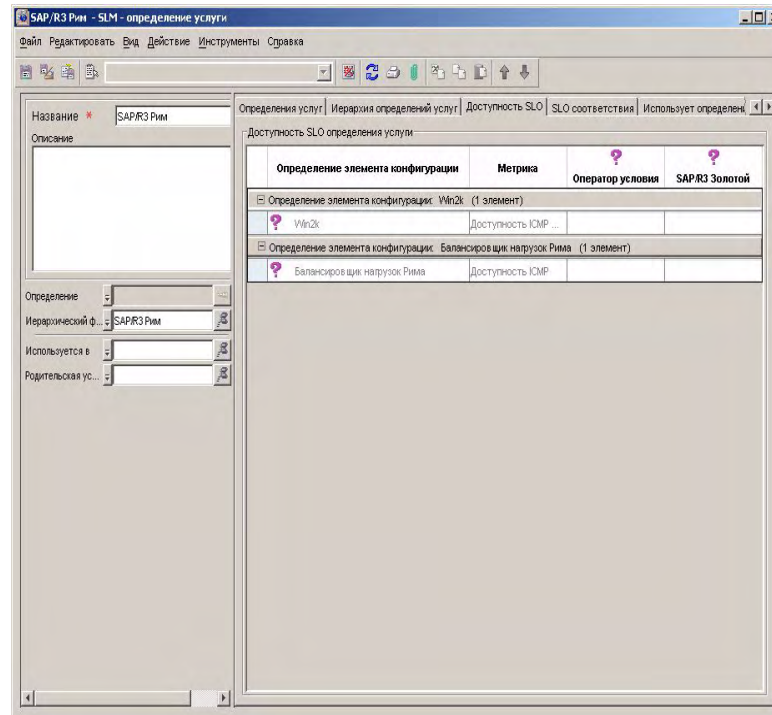 SAP/R3 Рим - SLM - определение услуги
Файл Редактировать Вид Действие Инструменты Справка
Название * SAP/R3 Рим
Описание
Определение
Иерархический ф... SAP/R3 Рим
Используется в
Родительская ус...
Определения услуг Иерархия определений услуг Доступность SLO SLO соответствия Использует определени
Доступность SLO определения услуги
Определение элемента конфигурации Метрика Оператор условия SAP/R3 Золотой
Определение элемента конфигурации: Win2k (1 элемент)
Win2k Доступность ICMP ...
Определение элемента конфигурации: Балансировщик нагрузок Рима (1 элемент)
Балансировщик нагрузок Рима Доступность ICMP